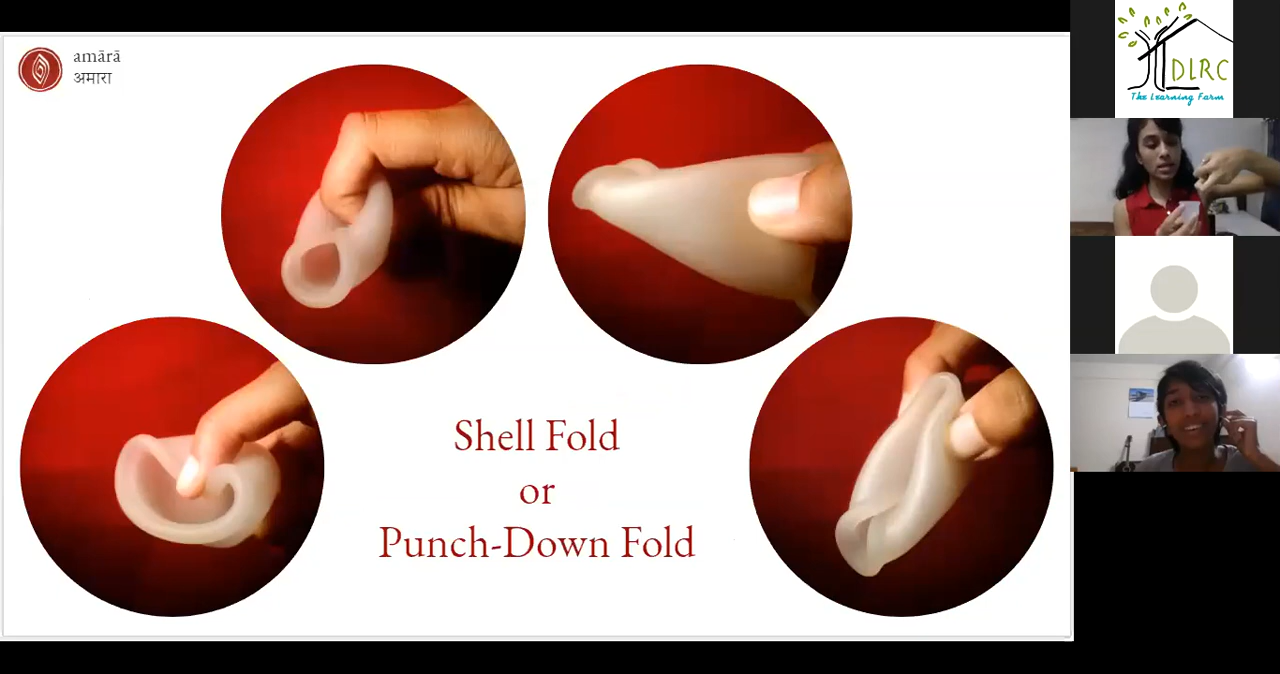 amārā
अमारा
Shell Fold
or
Punch-Down Fold
DLRC
The Learning Farm